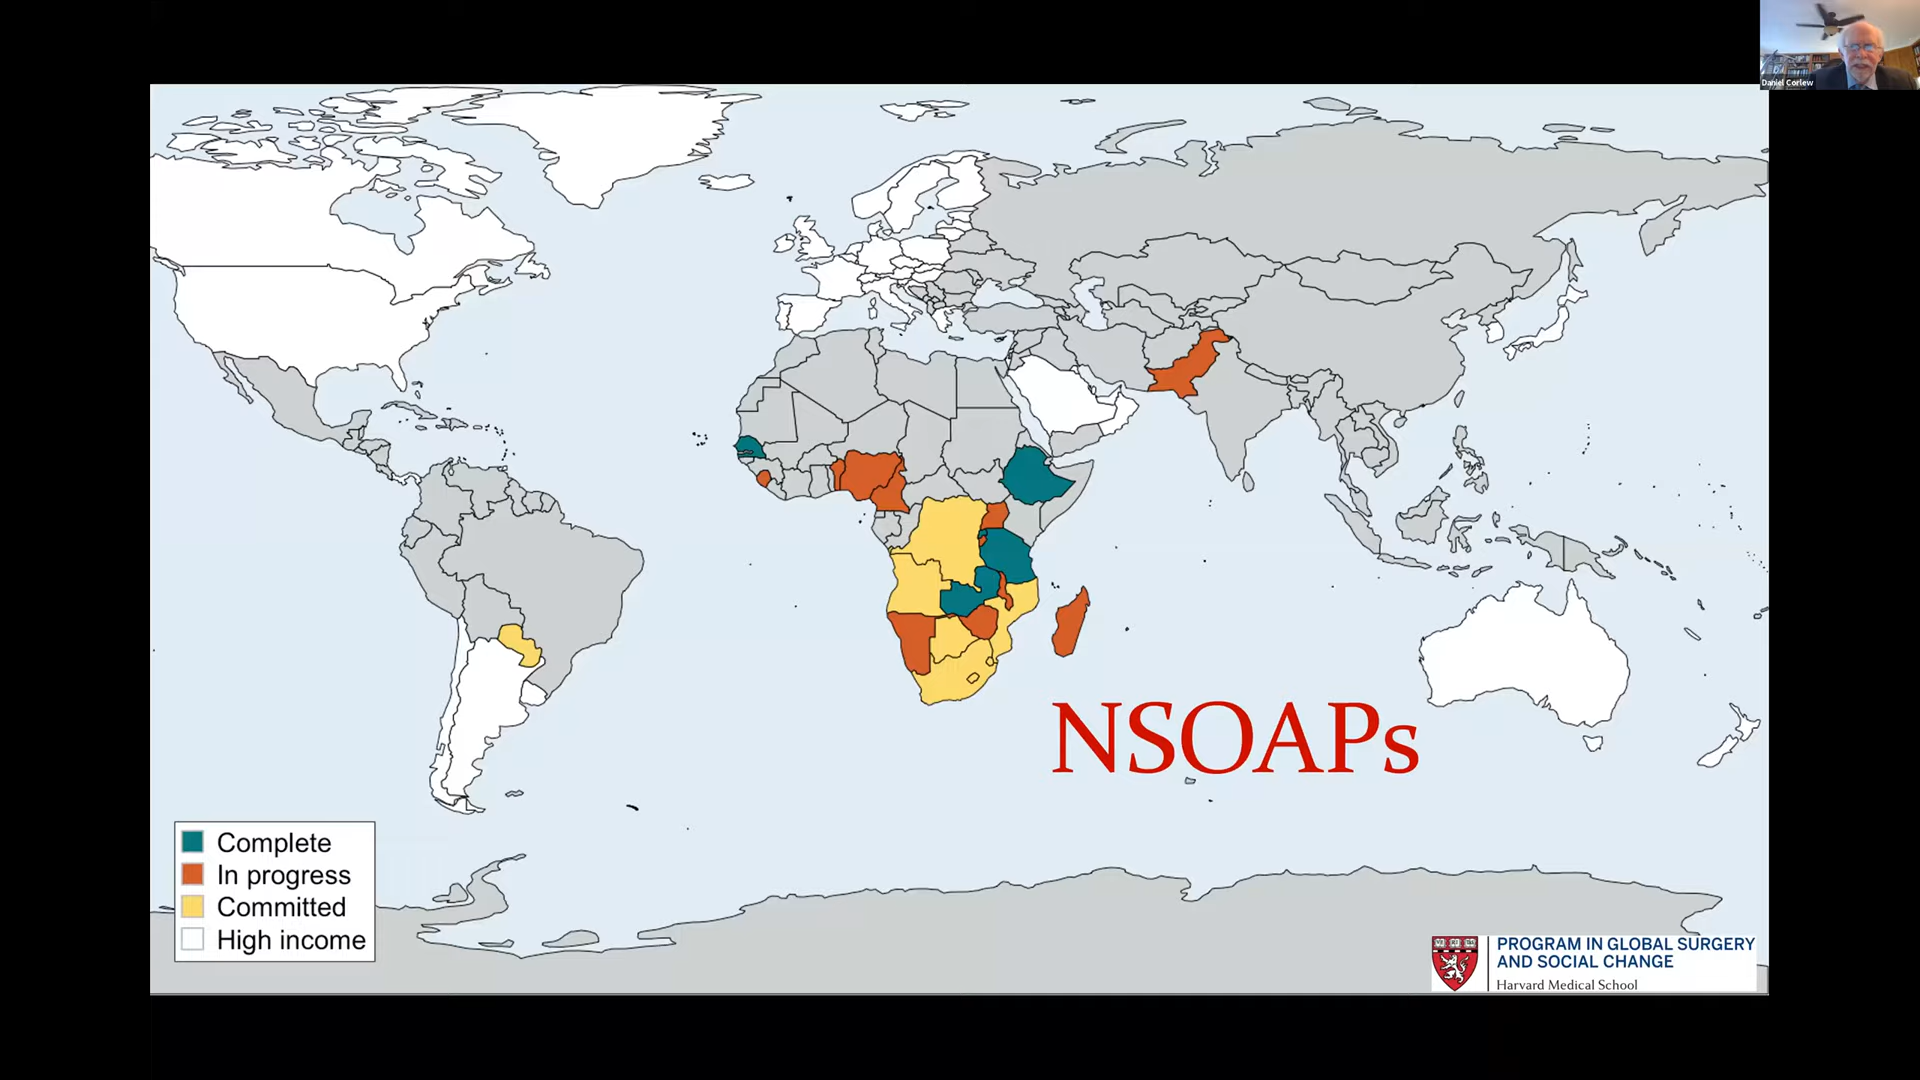 Daniel Corlew
NSOAPs
Complete
In progress
Committed
High income
PROGRAM IN GLOBAL SURGERY
AND SOCIAL CHANGE
Harvard Medical School